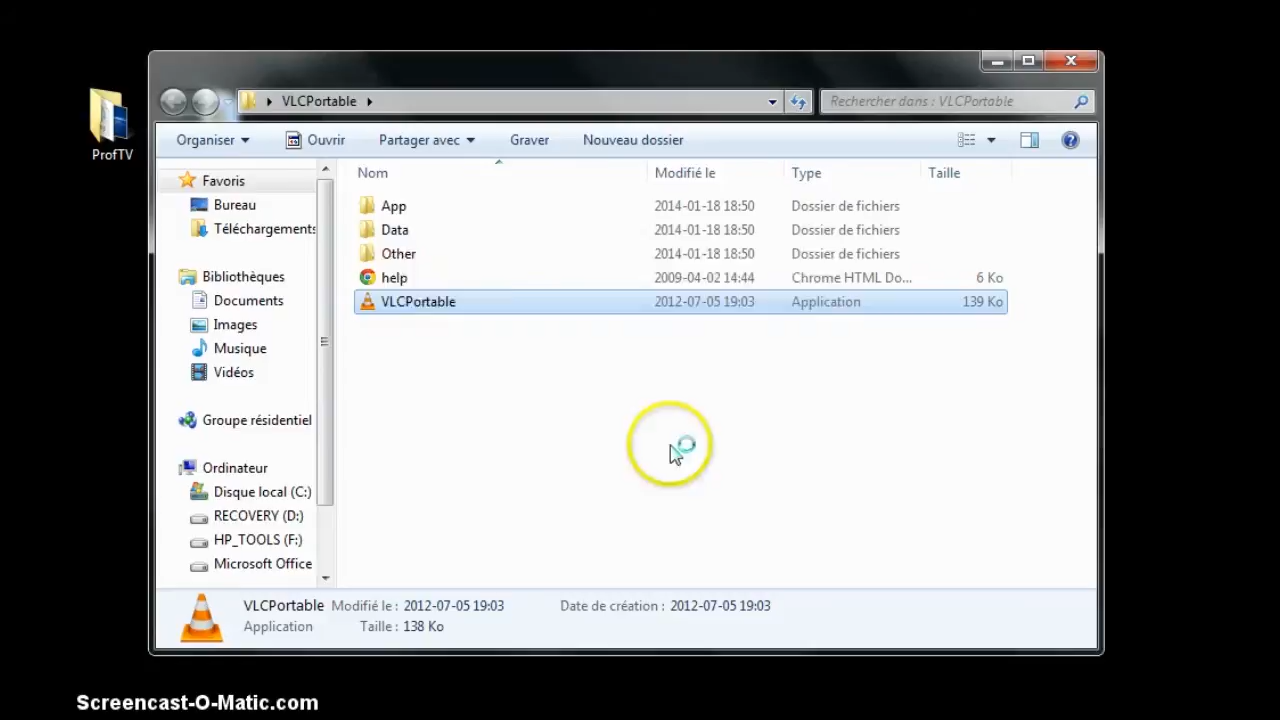 ProfTV
VLCPortable
Rechercher dans : VLCPortable
Organiser Ouvrir Partager avec Graver Nouveau dossier
Nom Modifié le Type Taille
App 2014-01-18 18:50 Dossier de fichiers
Data 2014-01-18 18:50 Dossier de fichiers
Other 2014-01-18 18:50 Dossier de fichiers
help 2009-04-02 14:44 Chrome HTML Do... 6 Ko
VLCPortable 2012-07-05 19:03 Application 139 Ko
Favoris
Bureau
Téléchargements
Bibliothèques
Documents
Images
Musique
Vidéos
Groupe résidentiel
Ordinateur
Disque local (C:)
RECOVERY (D:)
HP_TOOLS (F:)
Microsoft Office
VLCPortable Modifié le : 2012-07-05 19:03 Date de création : 2012-07-05 19:03
Application Taille : 138 Ko
Screencast-O-Matic.com